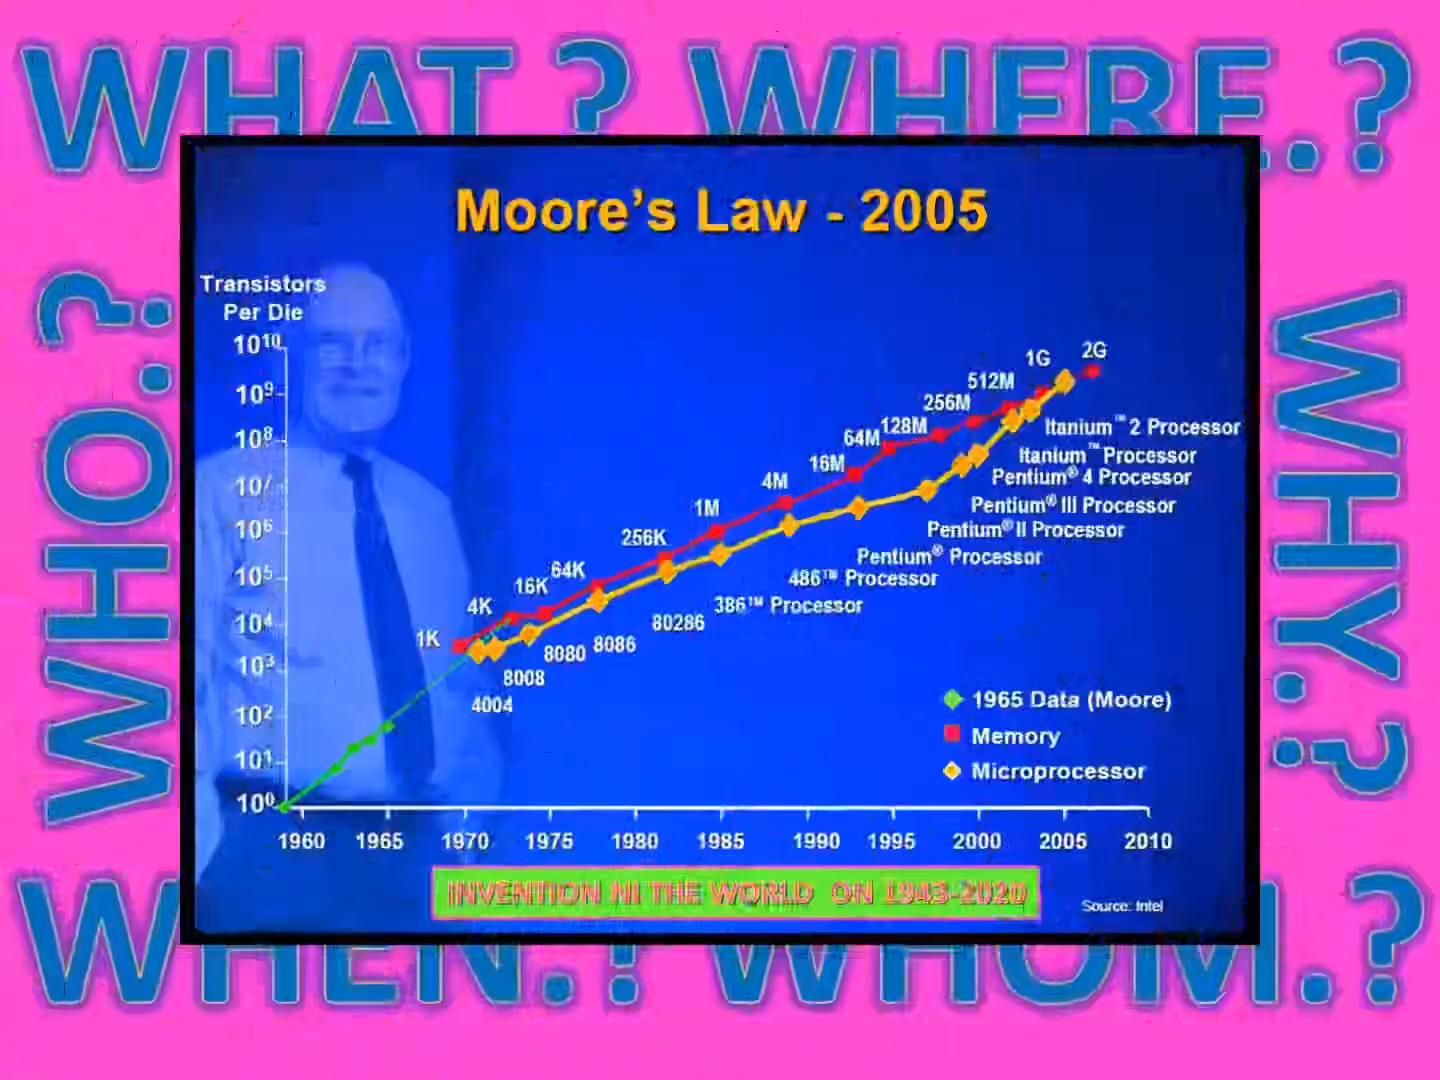 WHAT ? WHERE.?
WHO.?
WHY.?
Moore's Law - 2005
Transistors
Per Die
10¹⁰
10⁹
10⁸
10⁷
10⁶
10⁵
10⁴
10³
10²
10¹
10⁰
1K
4K
16K
64K
256K
1M
4M
16M
64M
128M
256M
512M
1G
2G
Itanium™ 2 Processor
Itanium™ Processor
Pentium® 4 Processor
Pentium® III Processor
Pentium® II Processor
Pentium® Processor
486™ Processor
386™ Processor
80286
8086
8080
8008
4004
1965 Data (Moore)
Memory
Microprocessor
1960 1965 1970 1975 1980 1985 1990 1995 2000 2005 2010
INVENTION NI THE WORLD ON 1943-2020
Source: Intel
WHEN.? WHOM.?